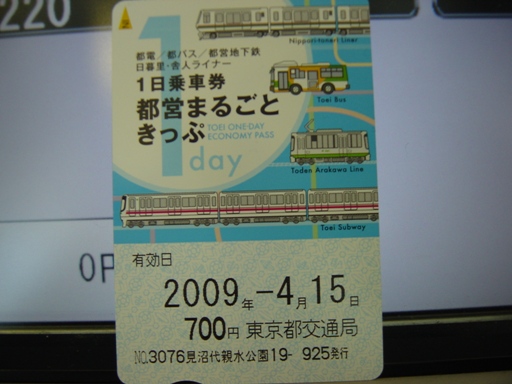 220
Nippori-toneri Liner
都電／都バス／都営地下鉄
日暮里・舎人ライナー
1日乗車券
都営まるごと
きっぷ
TOEI ONE-DAY
ECONOMY PASS
1day
Toei Bus
Toden Arakawa Line
Toei Subway
OP
有効日
2009年-4月15日
700円 東京都交通局
NO.3076見沼代親水公園19- 925発行